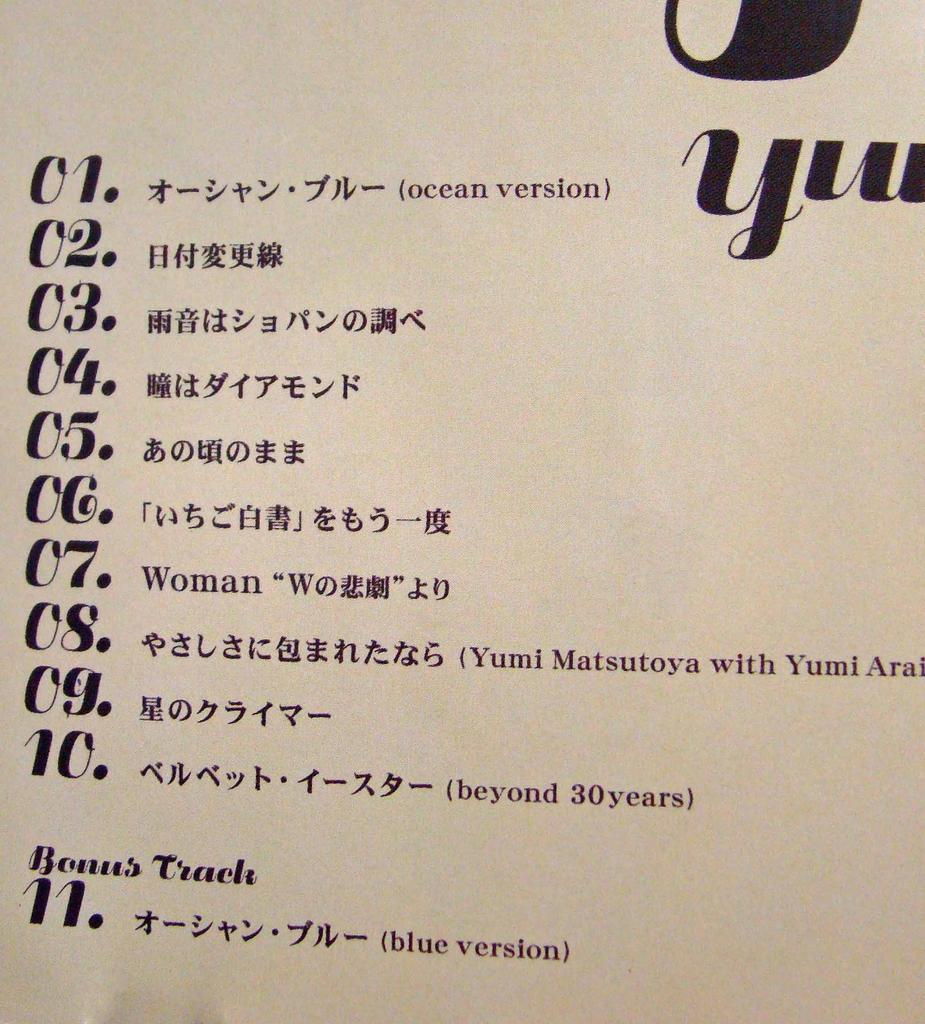 01. オーシャン・ブルー (ocean version)
02. 日付変更線
03. 雨音はショパンの調べ
04. 瞳はダイアモンド
05. あの頃のまま
06. 「いちご白書」をもう一度
07. Woman “Wの悲劇”より
08. やさしさに包まれたなら (Yumi Matsutoya with Yumi Arai
09. 星のクライマー
10. ベルベット・イースター (beyond 30years)
Bonus Track
11. オーシャン・ブルー (blue version)